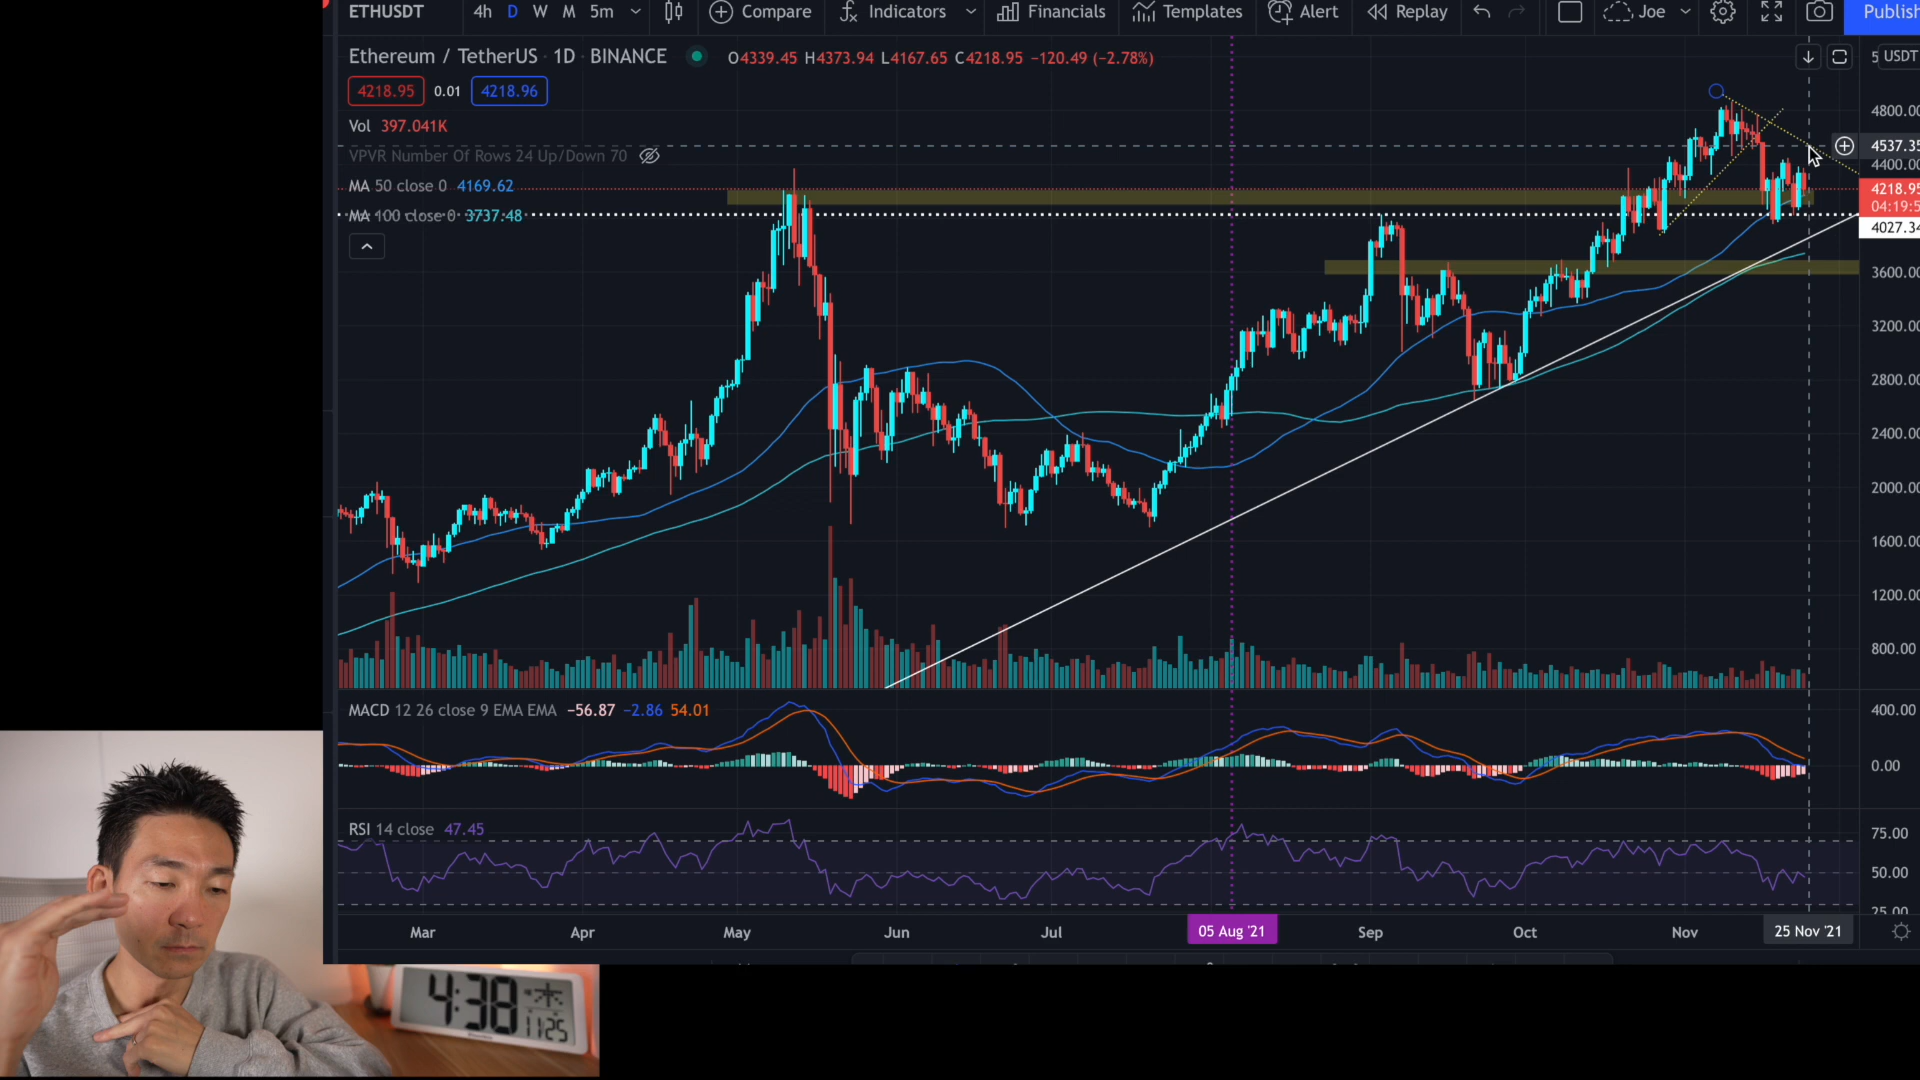 ETHUSDT 4h D W M 5m Compare Indicators Financials Templates Alert Replay Joe Publish
Ethereum / TetherUS · 1D · BINANCE O4339.45 H4373.94 L4167.65 C4218.95 −120.49 (−2.78%)
USDT
4218.95 0.01 4218.96
Vol 397.041K
VPVR Number Of Rows 24 Up/Down 70
MA 50 close 0 4169.62
MA 100 close 0 3737.48
4800.00
4537.35
4400.00
4218.95
04:19:5
4027.34
3600.00
3200.00
2800.00
2400.00
2000.00
1600.00
1200.00
800.00
MACD 12 26 close 9 EMA EMA −56.87 −2.86 54.01
400.00
0.00
RSI 14 close 47.45
75.00
50.00
25.00
Mar Apr May Jun Jul 05 Aug '21 Sep Oct Nov 25 Nov '21
4:38 木
11 25